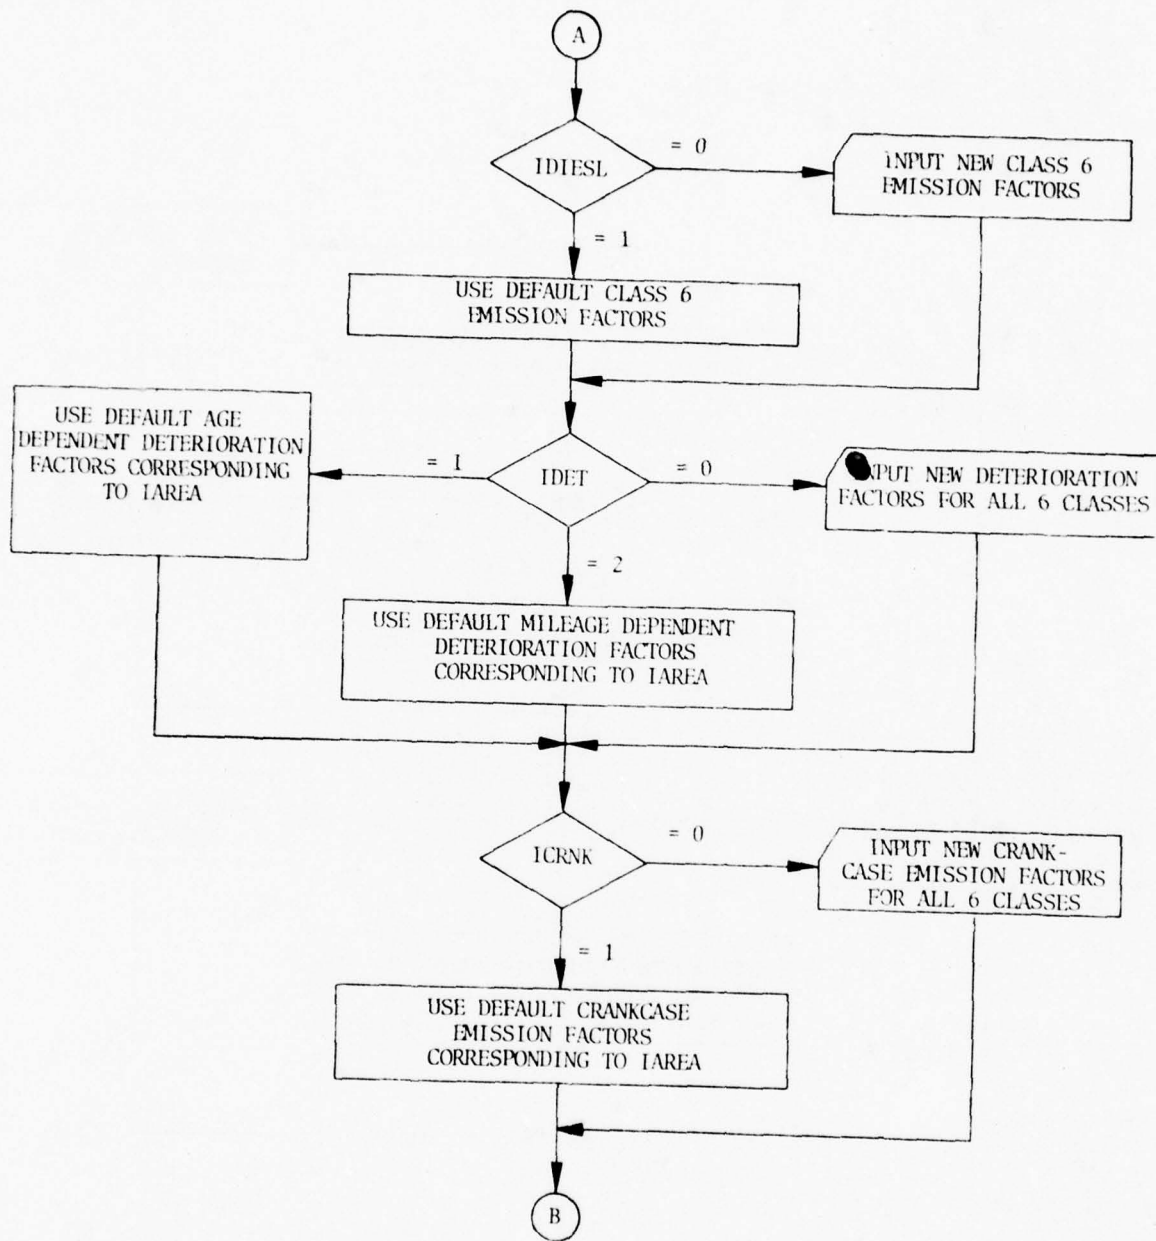 A
IDIESL
= 0
INPUT NEW CLASS 6
EMISSION FACTORS
= 1
USE DEFAULT CLASS 6
EMISSION FACTORS
USE DEFAULT AGE
DEPENDENT DETERIORATION
FACTORS CORRESPONDING
TO IAREA
= 1
IDET
= 0
INPUT NEW DETERIORATION
FACTORS FOR ALL 6 CLASSES
= 2
USE DEFAULT MILEAGE DEPENDENT
DETERIORATION FACTORS
CORRESPONDING TO IAREA
ICRNK
= 0
INPUT NEW CRANK-
CASE EMISSION FACTORS
FOR ALL 6 CLASSES
= 1
USE DEFAULT CRANKCASE
EMISSION FACTORS
CORRESPONDING TO IAREA
B